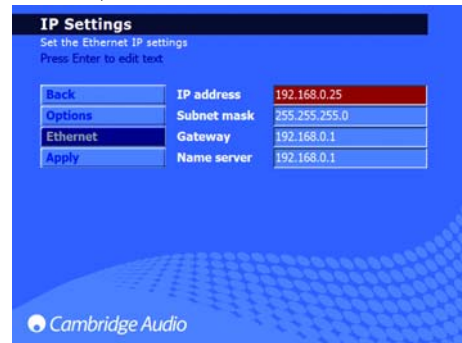 IP Settings
Set the Ethernet IP settings
Press Enter to edit text
Back IP address 192.168.0.25
Options Subnet mask 255.255.255.0
Ethernet Gateway 192.168.0.1
Apply Name server 192.168.0.1
Cambridge Audio